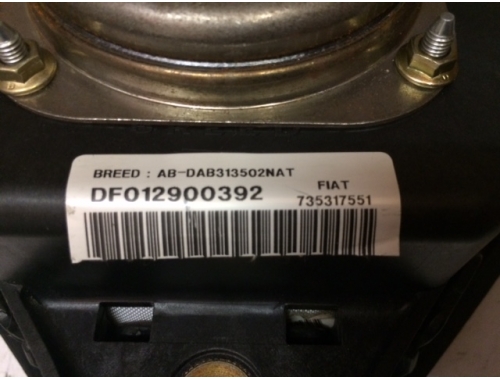 BREED : AB-DAB313502NAT
DF012900392 FIAT
735317551